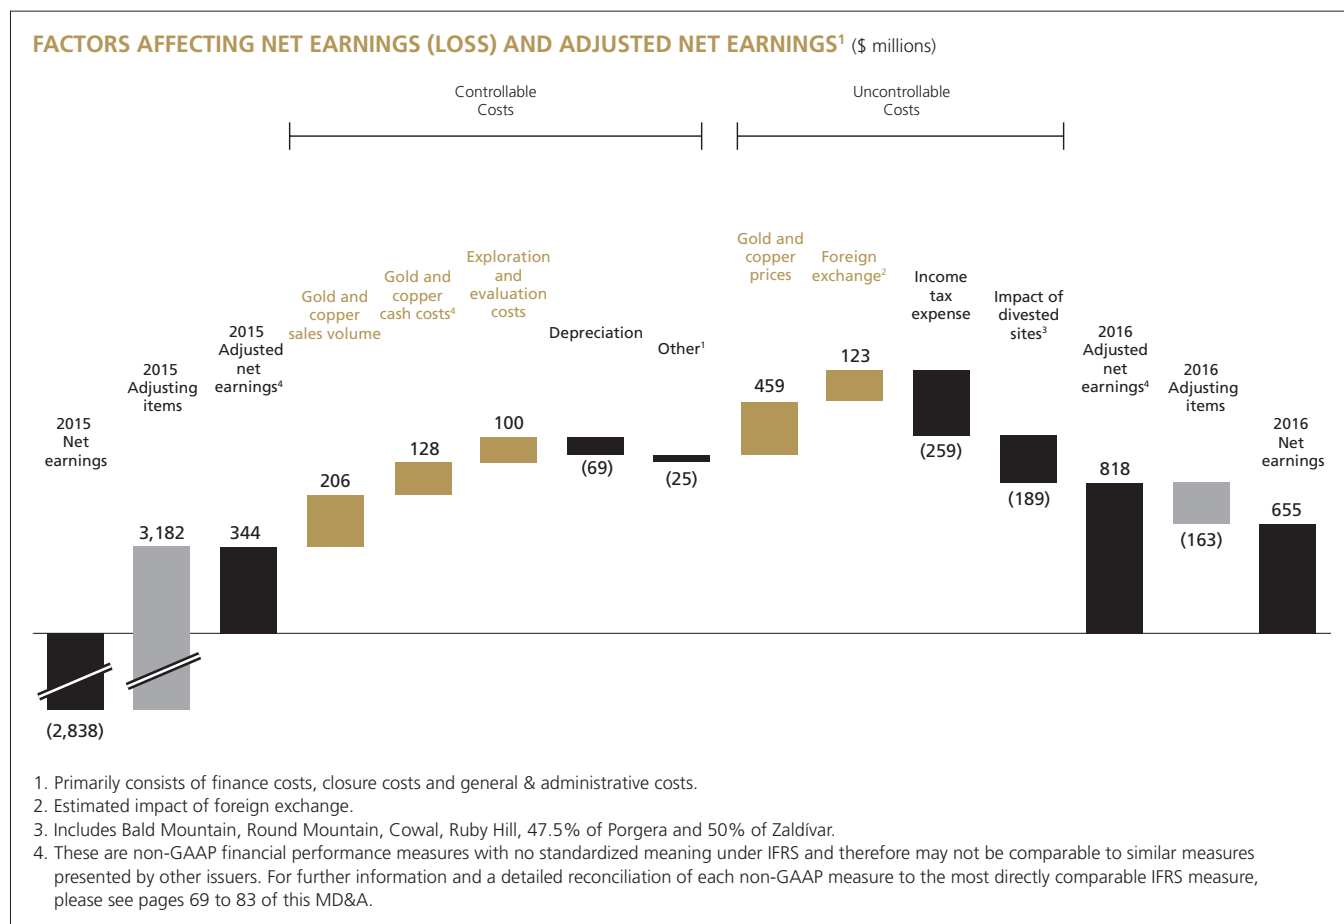 FACTORS AFFECTING NET EARNINGS (LOSS) AND ADJUSTED NET EARNINGS¹ ($ millions)
Controllable
Costs
Uncontrollable
Costs
2015
Net
earnings
(2,838)
2015
Adjusting
items
3,182
2015
Adjusted
net
earnings⁴
344
Gold and
copper
sales volume
206
Gold and
copper
cash costs⁴
128
Exploration
and
evaluation
costs
100
Depreciation
(69)
Other¹
(25)
Gold and
copper
prices
459
Foreign
exchange²
123
Income
tax
expense
(259)
Impact of
divested
sites³
(189)
2016
Adjusted
net
earnings⁴
818
2016
Adjusting
items
(163)
2016
Net
earnings
655
1. Primarily consists of finance costs, closure costs and general & administrative costs.
2. Estimated impact of foreign exchange.
3. Includes Bald Mountain, Round Mountain, Cowal, Ruby Hill, 47.5% of Porgera and 50% of Zaldívar.
4. These are non-GAAP financial performance measures with no standardized meaning under IFRS and therefore may not be comparable to similar measures
presented by other issuers. For further information and a detailed reconciliation of each non-GAAP measure to the most directly comparable IFRS measure,
please see pages 69 to 83 of this MD&A.